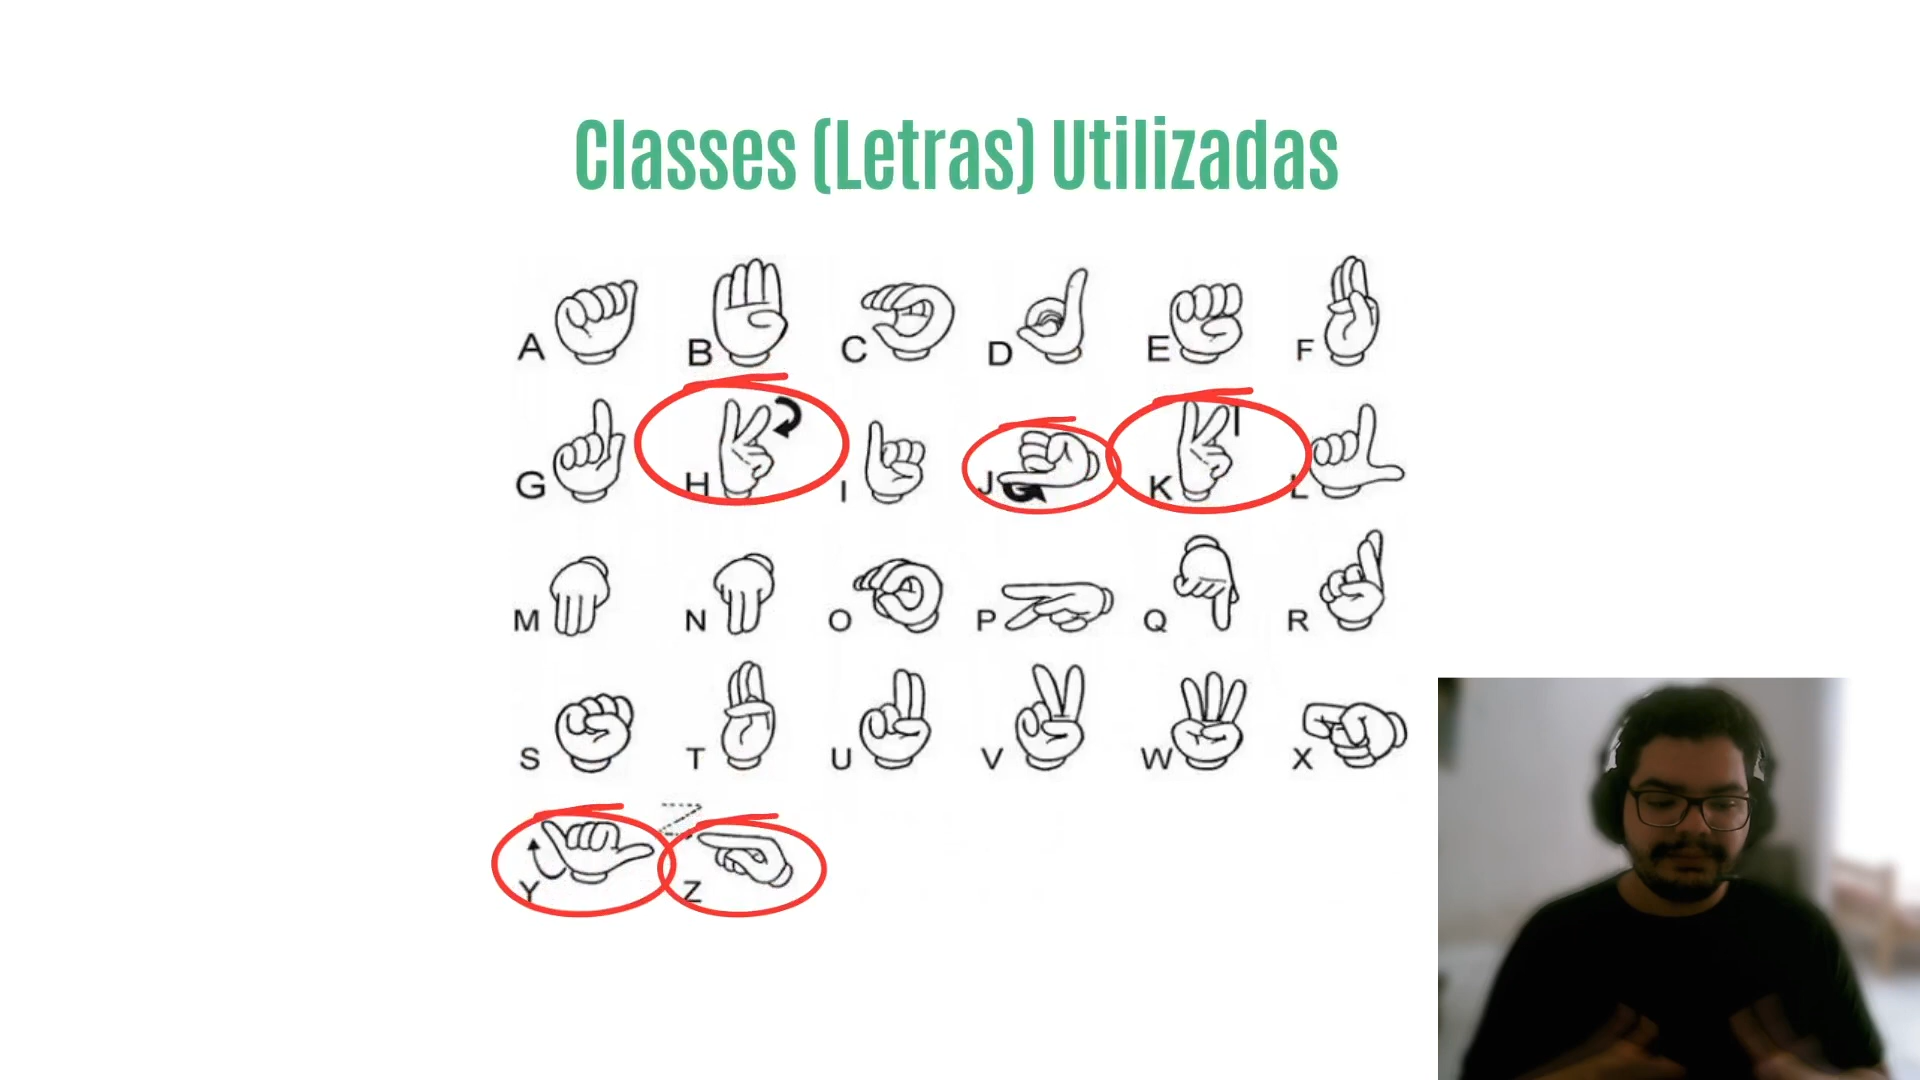 Classes (Letras) Utilizadas
A B C D E F
G H I J K L
M N O P Q R
S T U V W X
Y Z